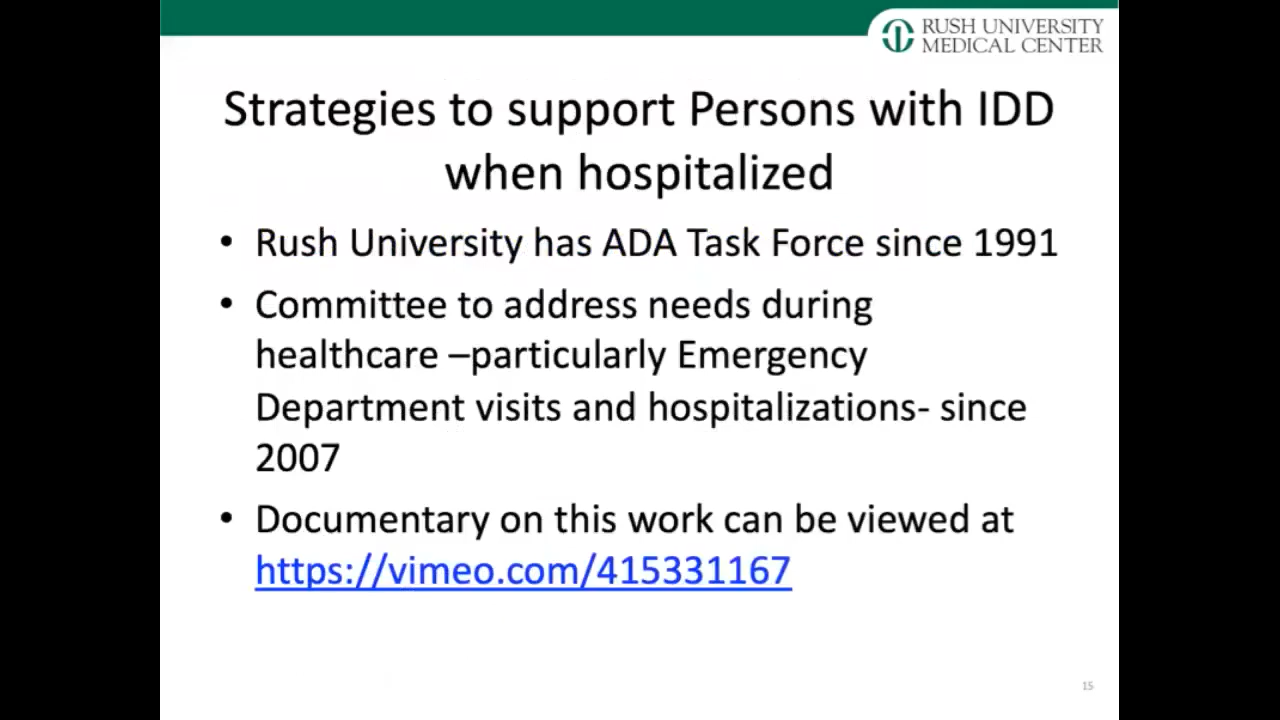 RUSH UNIVERSITY
MEDICAL CENTER
Strategies to support Persons with IDD
when hospitalized
• Rush University has ADA Task Force since 1991
• Committee to address needs during
healthcare –particularly Emergency
Department visits and hospitalizations- since
2007
• Documentary on this work can be viewed at
https://vimeo.com/415331167
15